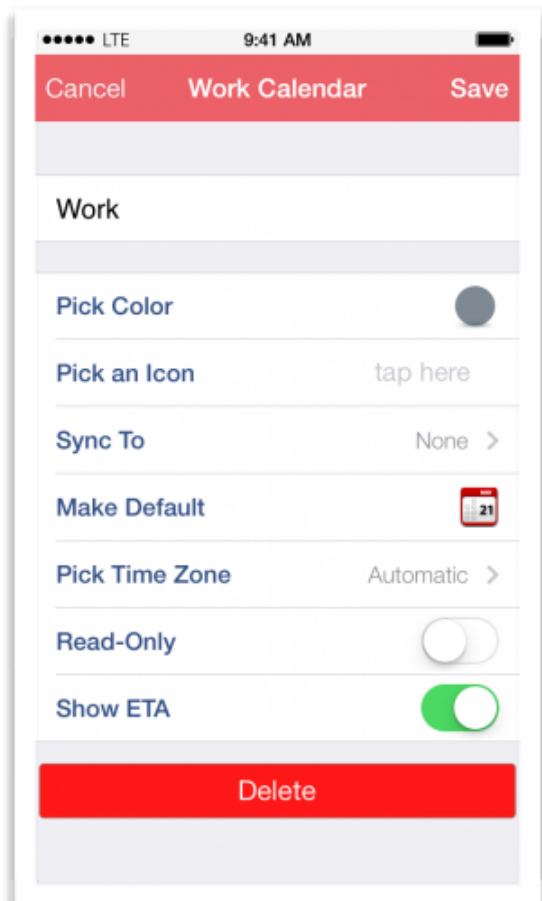 LTE 9:41 AM
Cancel Work Calendar Save
Work
Pick Color
Pick an Icon tap here
Sync To None
Make Default 21
Pick Time Zone Automatic
Read-Only
Show ETA
Delete